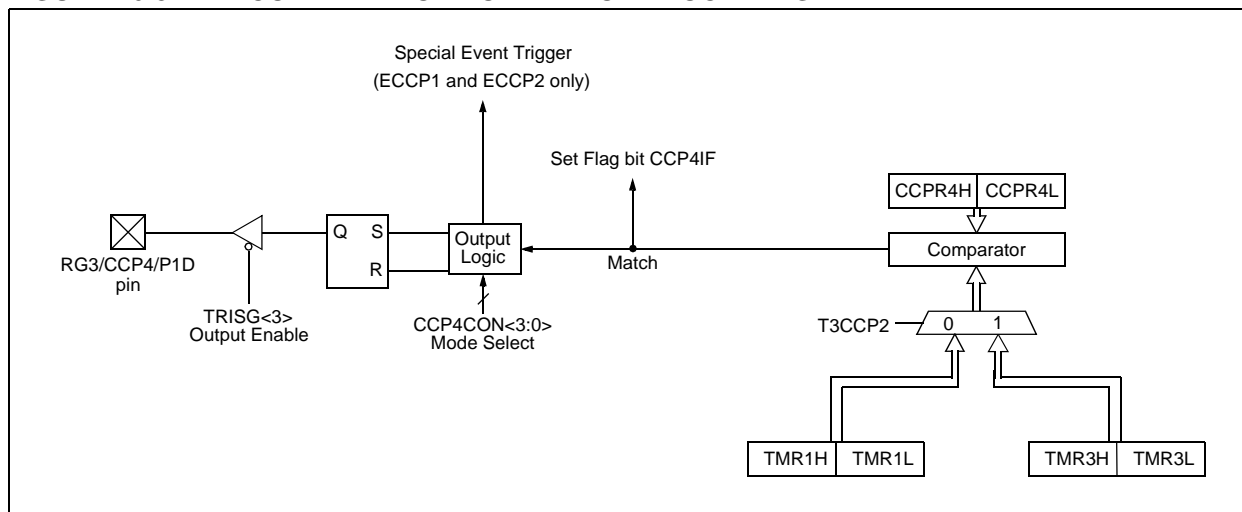 Special Event Trigger
(ECCP1 and ECCP2 only)
Set Flag bit CCP4IF
CCPR4H CCPR4L
Q S
R
Output
Logic
Match
Comparator
RG3/CCP4/P1D
pin
TRISG<3>
Output Enable
CCP4CON<3:0>
Mode Select
T3CCP2
0 1
TMR1H TMR1L
TMR3H TMR3L